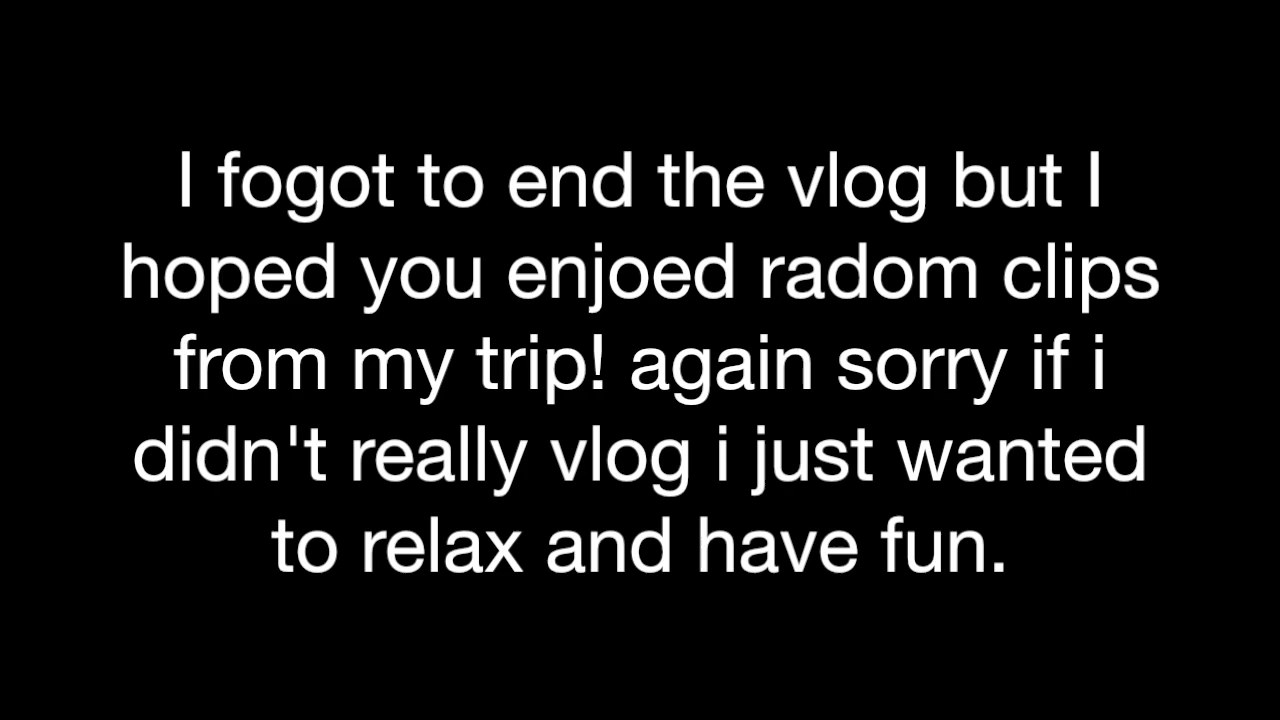 I fogot to end the vlog but I
hoped you enjoed radom clips
from my trip! again sorry if i
didn't really vlog i just wanted
to relax and have fun.